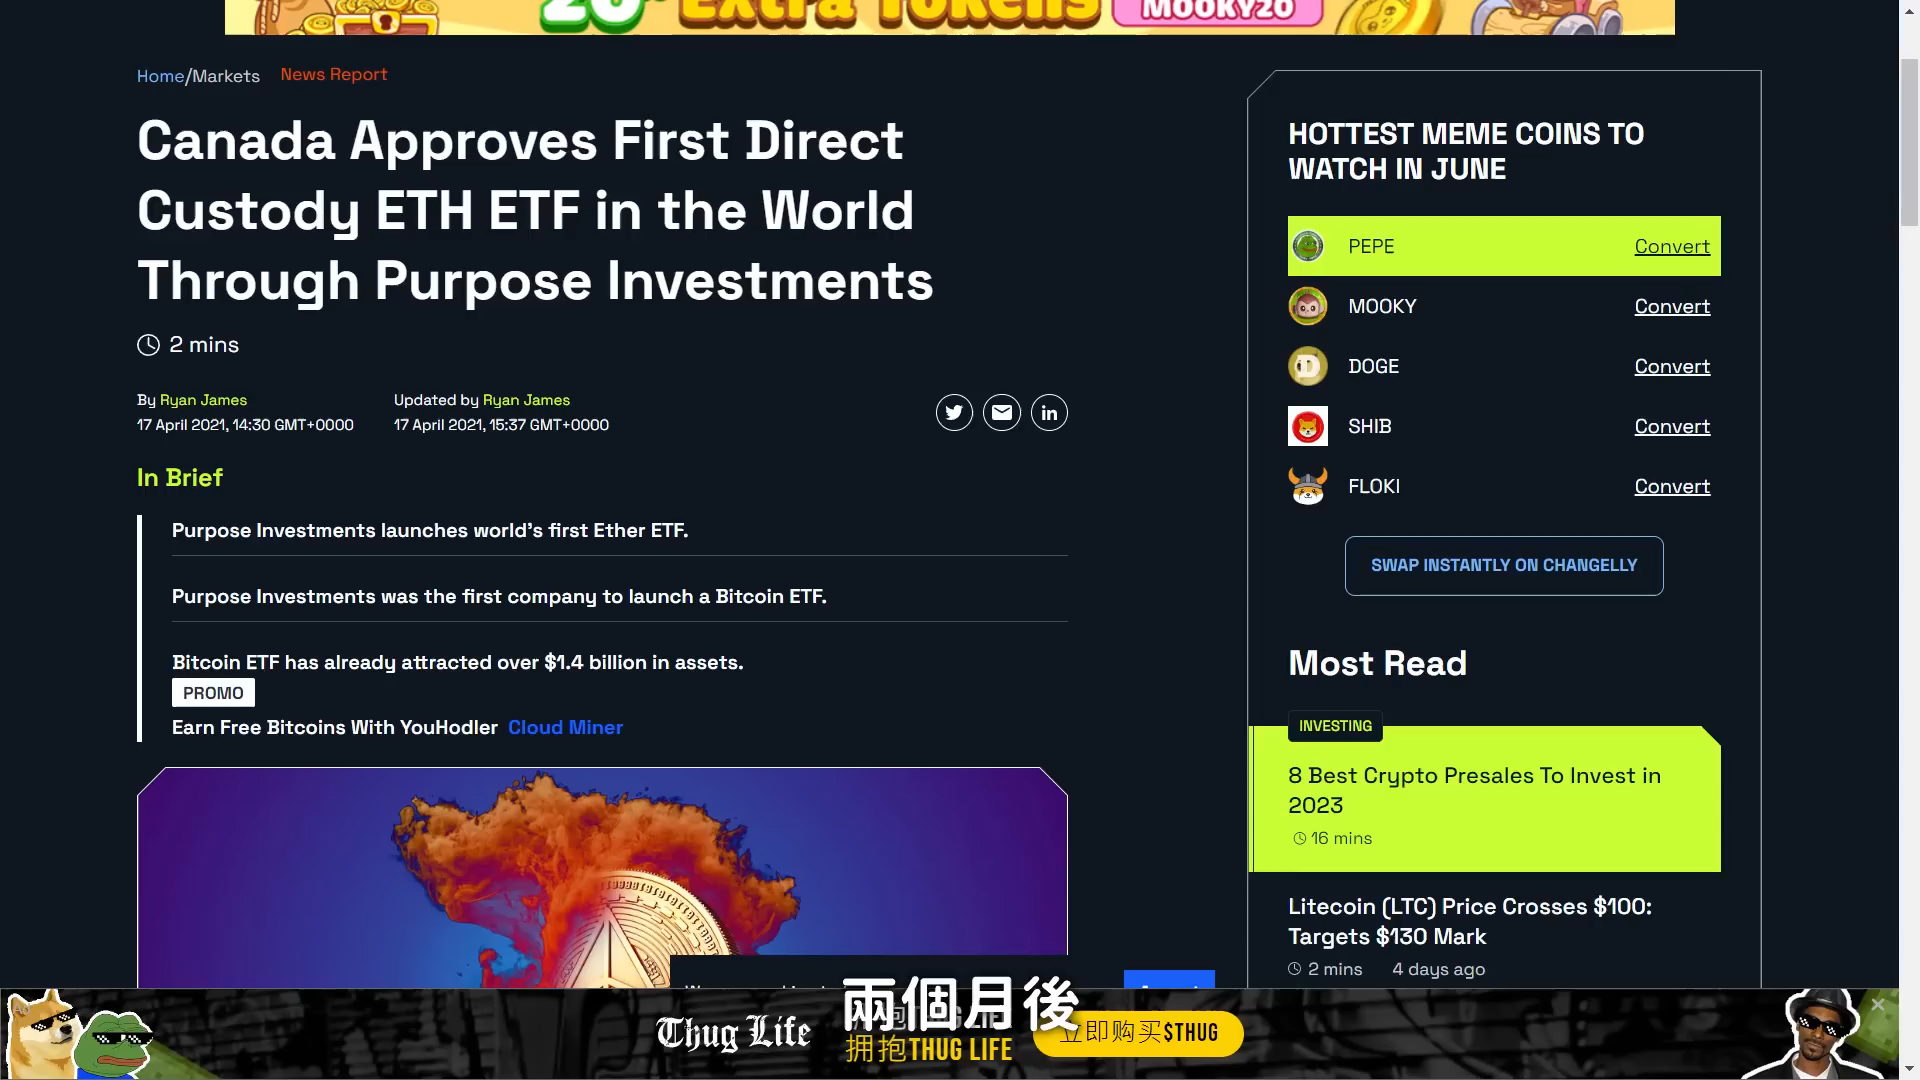 Extra Tokens
MOOKY20
Home/Markets
News Report
Canada Approves First Direct
Custody ETH ETF in the World
Through Purpose Investments
2 mins
By Ryan James
17 April 2021, 14:30 GMT+0000
Updated by Ryan James
17 April 2021, 15:37 GMT+0000
In Brief
Purpose Investments launches world's first Ether ETF.
Purpose Investments was the first company to launch a Bitcoin ETF.
Bitcoin ETF has already attracted over $1.4 billion in assets.
PROMO
Earn Free Bitcoins With YouHodler Cloud Miner
HOTTEST MEME COINS TO
WATCH IN JUNE
PEPE Convert
MOOKY Convert
DOGE Convert
SHIB Convert
FLOKI Convert
SWAP INSTANTLY ON CHANGELLY
Most Read
INVESTING
8 Best Crypto Presales To Invest in
2023
16 mins
Litecoin (LTC) Price Crosses $100:
Targets $130 Mark
2 mins 4 days ago
兩個月後
Ad
Thug Life
拥抱THUG LIFE
立即购买$THUG